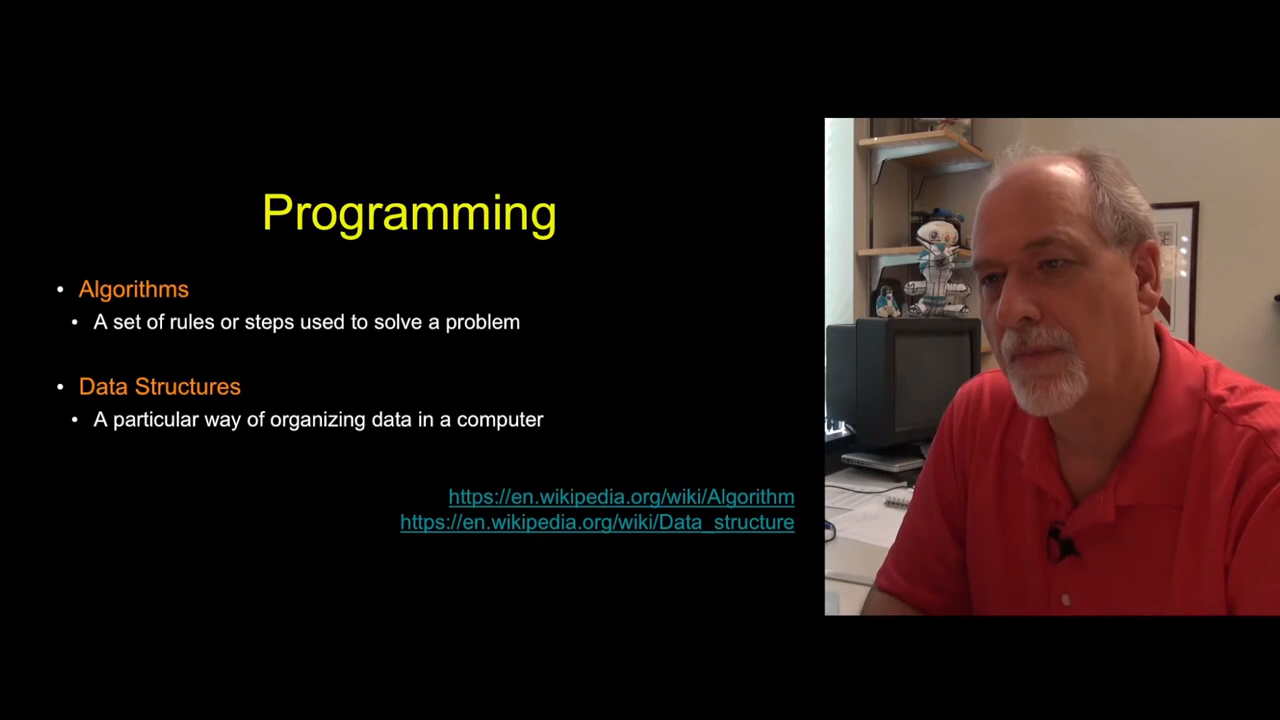 Programming
• Algorithms
• A set of rules or steps used to solve a problem
• Data Structures
• A particular way of organizing data in a computer
https://en.wikipedia.org/wiki/Algorithm
https://en.wikipedia.org/wiki/Data_structure